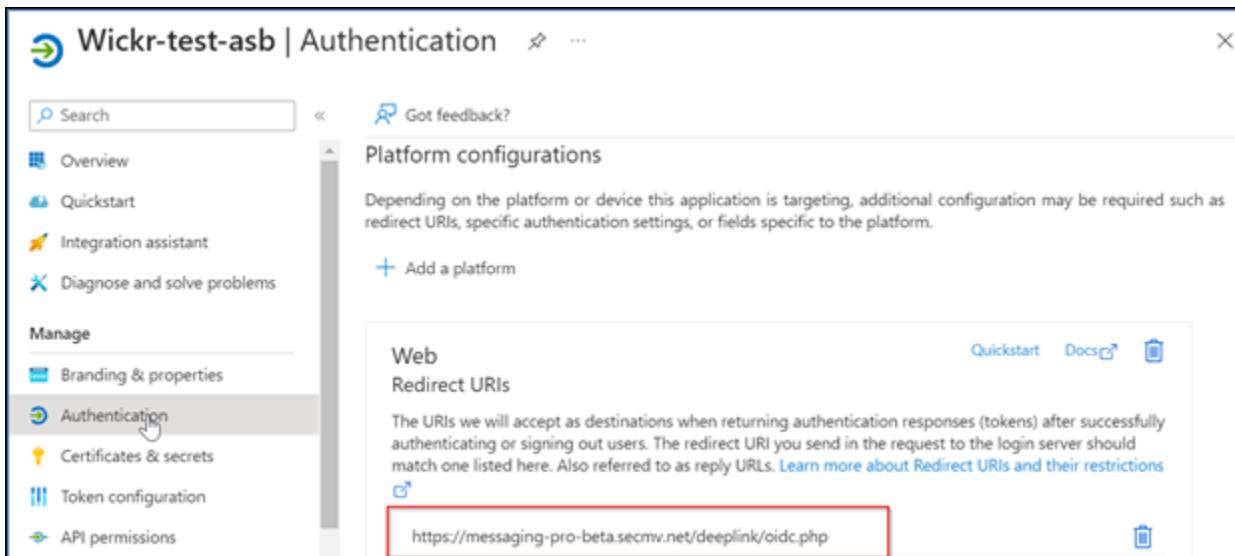 Wickr-test-asb | Authentication
Search
Got feedback?
Overview
Quickstart
Integration assistant
Diagnose and solve problems
Manage
Branding & properties
Authentication
Certificates & secrets
Token configuration
API permissions
Platform configurations
Depending on the platform or device this application is targeting, additional configuration may be required such as
redirect URIs, specific authentication settings, or fields specific to the platform.
Add a platform
Web
Quickstart Docs
Redirect URIs
The URIs we will accept as destinations when returning authentication responses (tokens) after successfully
authenticating or signing out users. The redirect URI you send in the request to the login server should
match one listed here. Also referred to as reply URLs. Learn more about Redirect URIs and their restrictions
https://messaging-pro-beta.secmv.net/deeplink/oidc.php